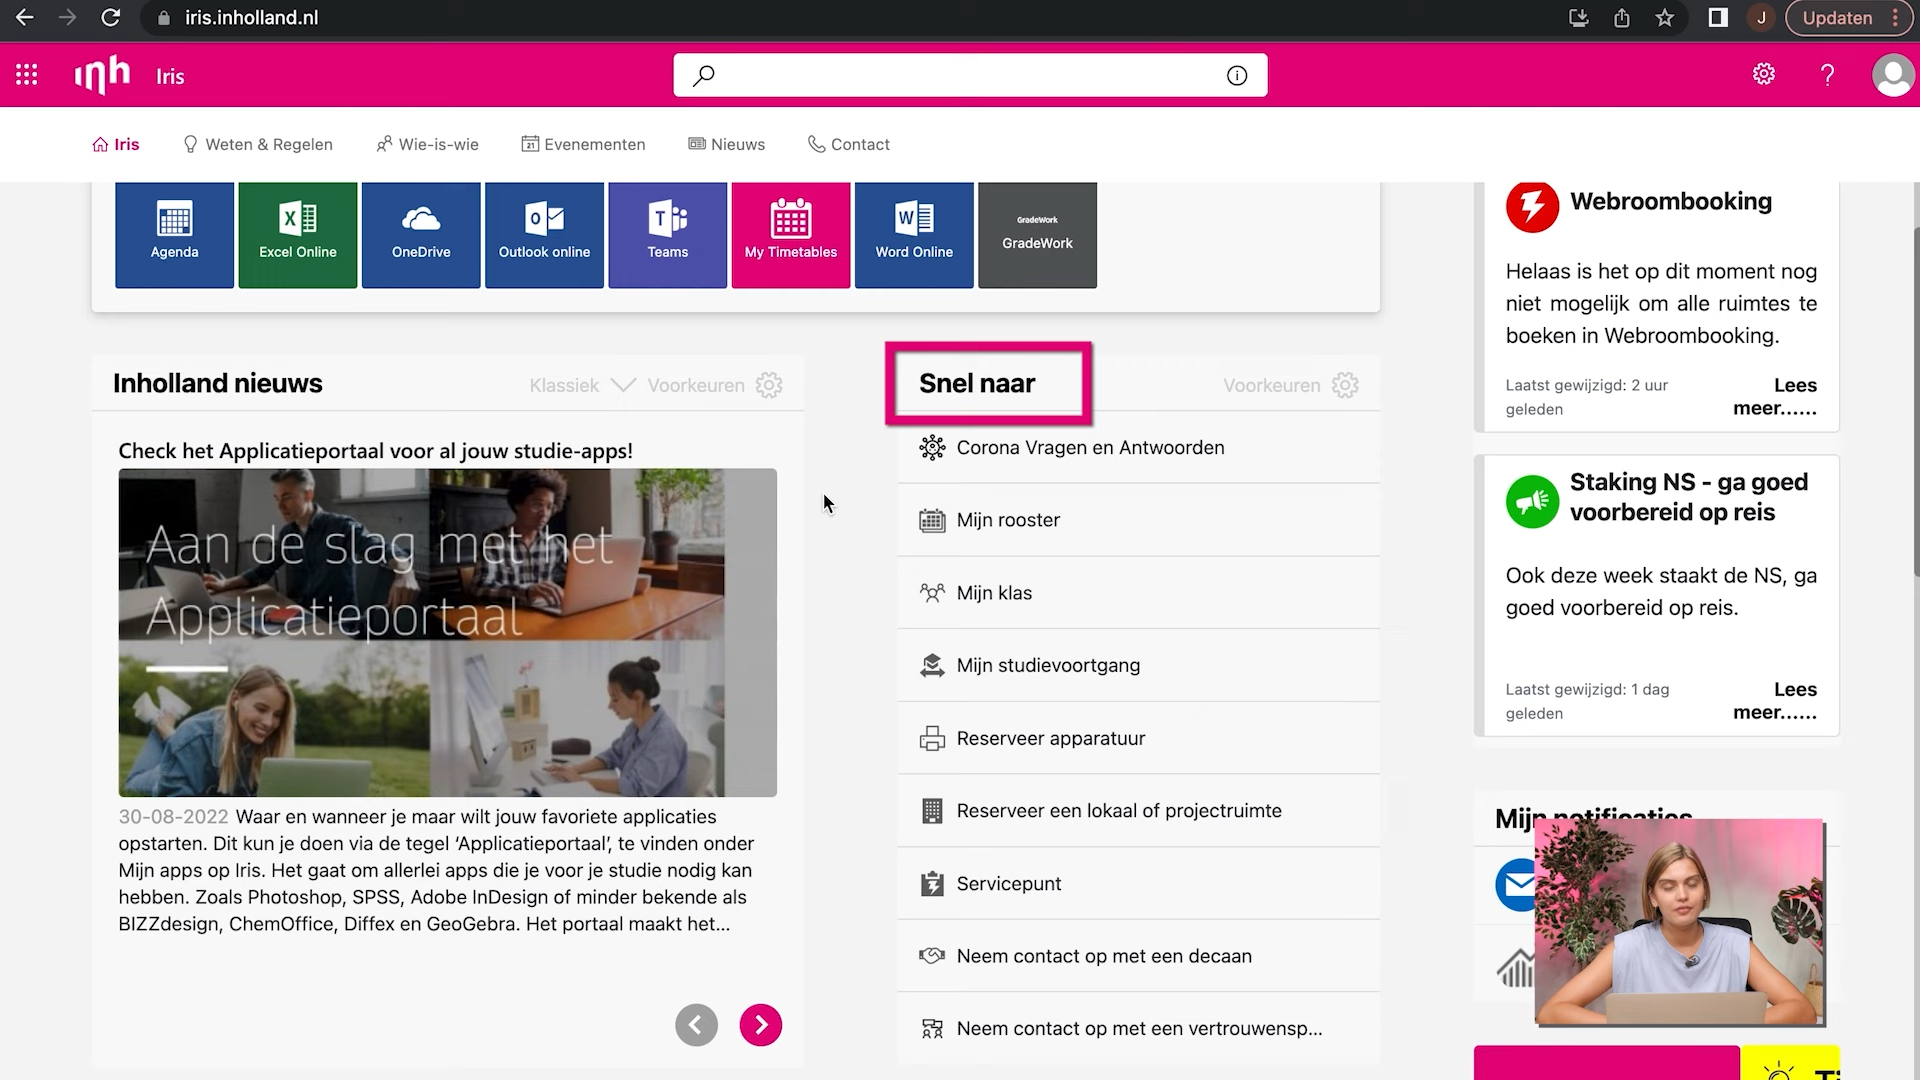 iris.inholland.nl
J
Updaten
inh
Iris
Iris
Weten & Regelen
Wie-is-wie
21
Evenementen
Nieuws
Contact
Agenda
Excel Online
OneDrive
Outlook online
Teams
My Timetables
Word Online
GradeWork
GradeWork
Webroombooking
Helaas is het op dit moment nog
niet mogelijk om alle ruimtes te
boeken in Webroombooking.
Laatst gewijzigd: 2 uur
geleden
Lees
meer......
Inholland nieuws
Klassiek
Voorkeuren
Check het Applicatieportaal voor al jouw studie-apps!
Aan de slag met het
Applicatieportaal
30-08-2022 Waar en wanneer je maar wilt jouw favoriete applicaties
opstarten. Dit kun je doen via de tegel ‘Applicatieportaal’, te vinden onder
Mijn apps op Iris. Het gaat om allerlei apps die je voor je studie nodig kan
hebben. Zoals Photoshop, SPSS, Adobe InDesign of minder bekende als
BIZZdesign, ChemOffice, Diffex en GeoGebra. Het portaal maakt het...
Snel naar
Voorkeuren
Corona Vragen en Antwoorden
Mijn rooster
Mijn klas
Mijn studievoortgang
Reserveer apparatuur
Reserveer een lokaal of projectruimte
Servicepunt
Neem contact op met een decaan
Neem contact op met een vertrouwensp...
Staking NS - ga goed
voorbereid op reis
Ook deze week staakt de NS, ga
goed voorbereid op reis.
Laatst gewijzigd: 1 dag
geleden
Lees
meer......
Mijn notificaties